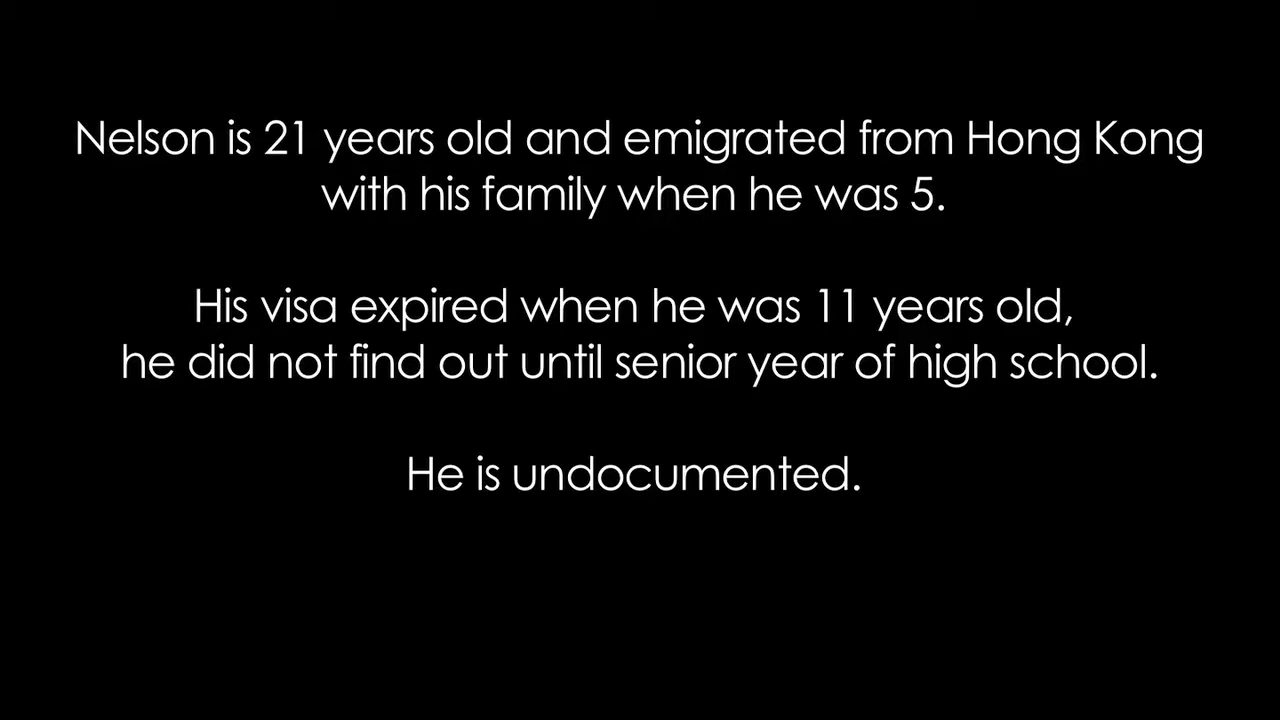 Nelson is 21 years old and emigrated from Hong Kong
with his family when he was 5.
His visa expired when he was 11 years old,
he did not find out until senior year of high school.
He is undocumented.